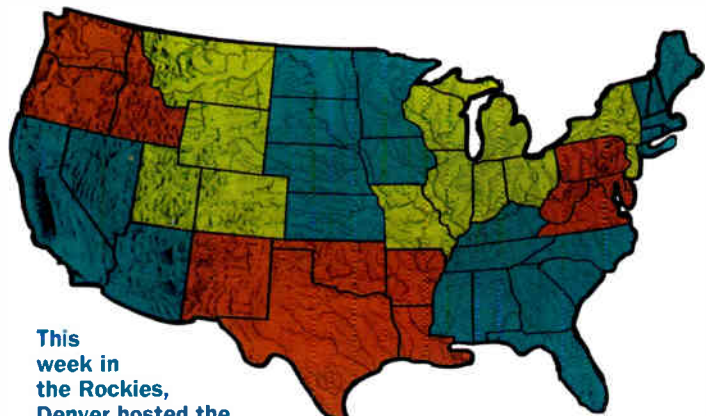 This
week in
the Rockies,
Denver hosted the